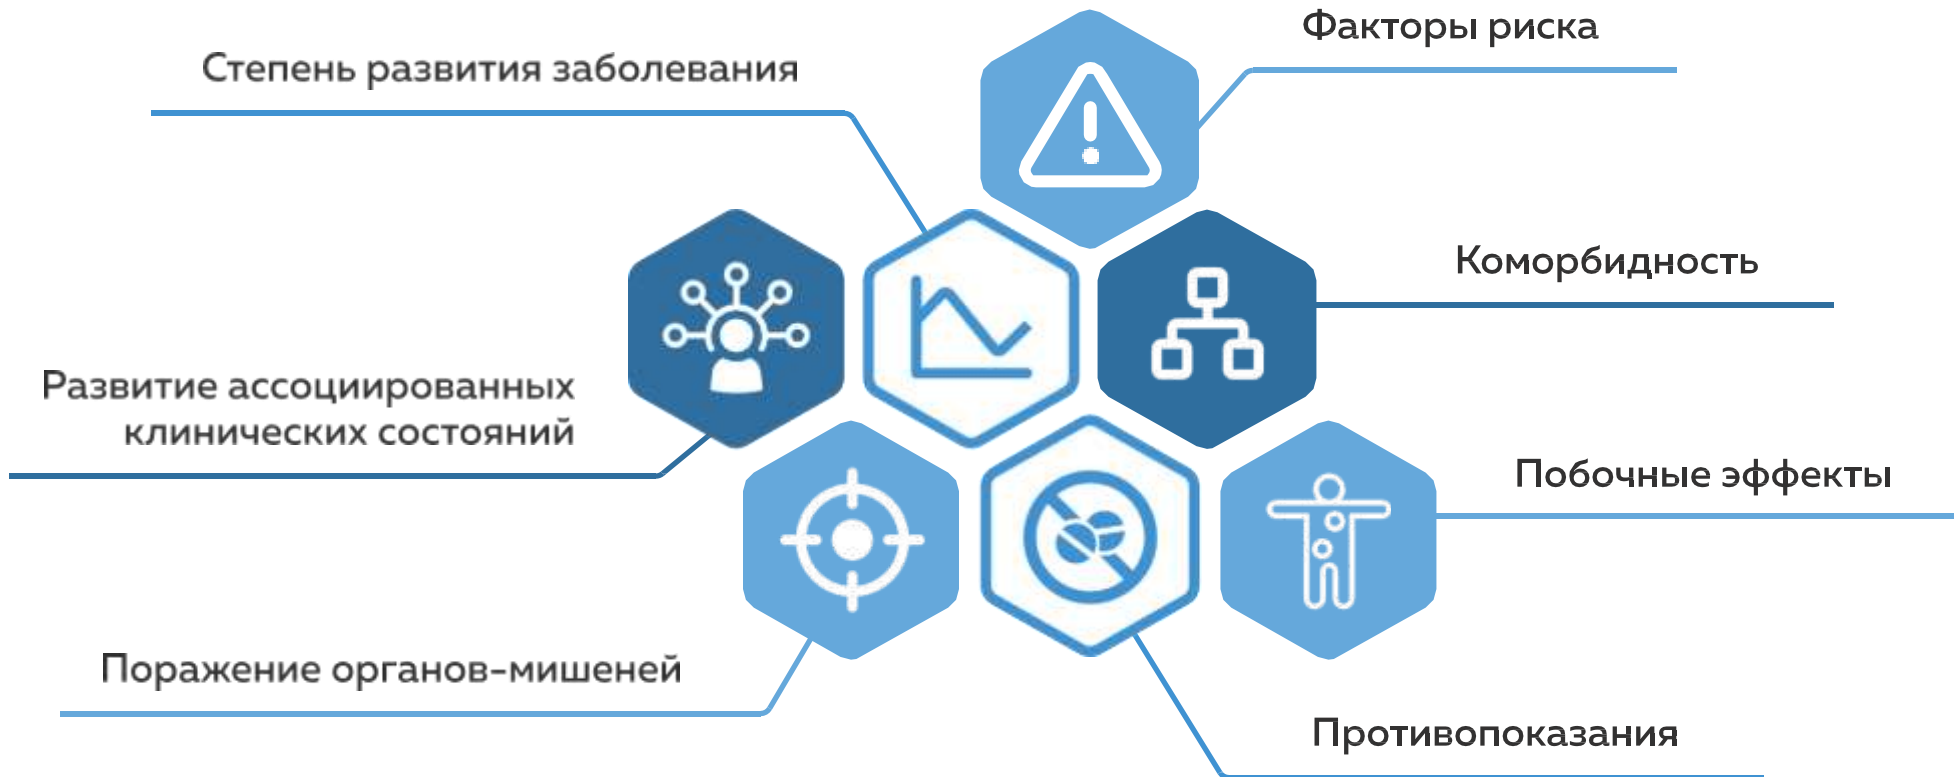 Факторы риска
Степень развития заболевания
Коморбидность
Развитие ассоциированных
клинических состояний
Побочные эффекты
Поражение органов-мишеней
Противопоказания